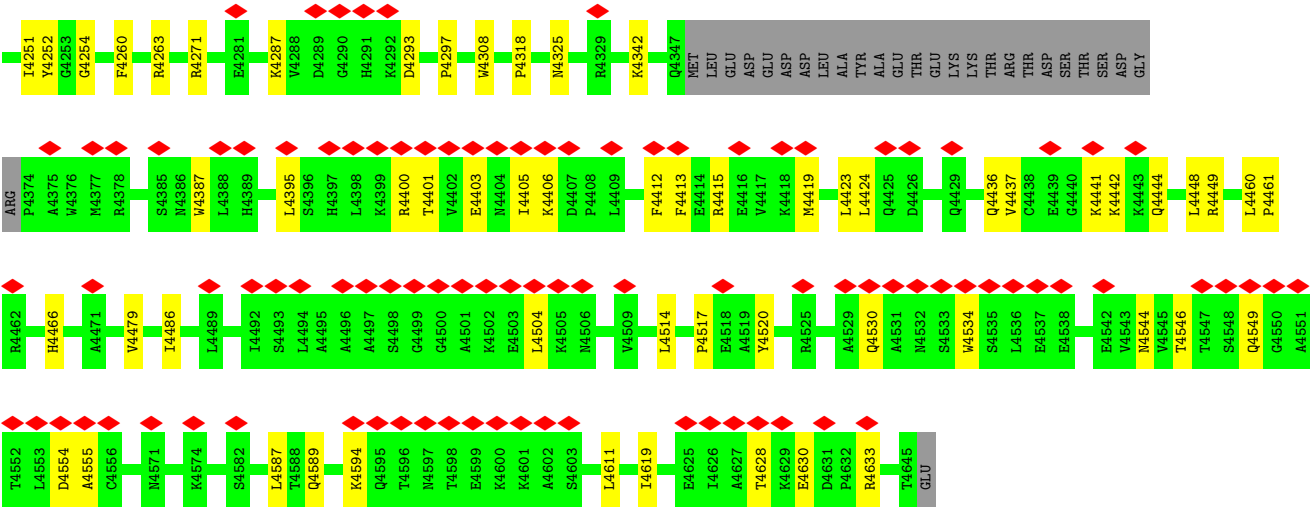 I4251 Y4252 G4253 G4254 F4260 R4263 R4271 E4281 K4287 V4288 D4289 G4290 H4291 K4292 D4293 P4297 W4308 P4318 N4325 R4329 K4342 Q4347 MET LEU GLU ASP GLU ASP ASP LEU ALA TYR ALA GLU THR GLU LYS LYS THR ARG THR ASP SER THR SER ASP GLY
ARG P4374 A4375 W4376 M4377 R4378 S4385 N4386 W4387 L4388 H4389 L4395 S4396 H4397 L4398 K4399 R4400 T4401 V4402 E4403 N4404 I4405 K4406 D4407 P4408 L4409 F4412 F4413 E4414 R4415 E4416 V4417 K4418 M4419 L4423 L4424 Q4425 D4426 Q4429 Q4436 V4437 C4438 E4439 G4440 K4441 K4442 K4443 Q4444 L4448 R4449 L4460 P4461
R4462 H4466 A4471 V4479 I4486 L4489 I4492 S4493 L4494 A4495 A4496 A4497 S4498 G4499 G4500 A4501 K4502 E4503 L4504 K4505 N4506 V4509 L4514 P4517 E4518 A4519 Y4520 R4525 A4529 Q4530 A4531 N4532 S4533 W4534 S4535 L4536 E4537 E4538 E4542 V4543 N4544 V4545 T4546 T4547 S4548 Q4549 G4550 A4551
T4552 L4553 D4554 A4555 C4556 N4571 K4574 S4582 L4587 T4588 Q4589 K4594 Q4595 T4596 N4597 T4598 E4599 K4600 K4601 A4602 S4603 L4611 I4619 E4625 I4626 A4627 T4628 K4629 E4630 D4631 P4632 R4633 T4645 GLU